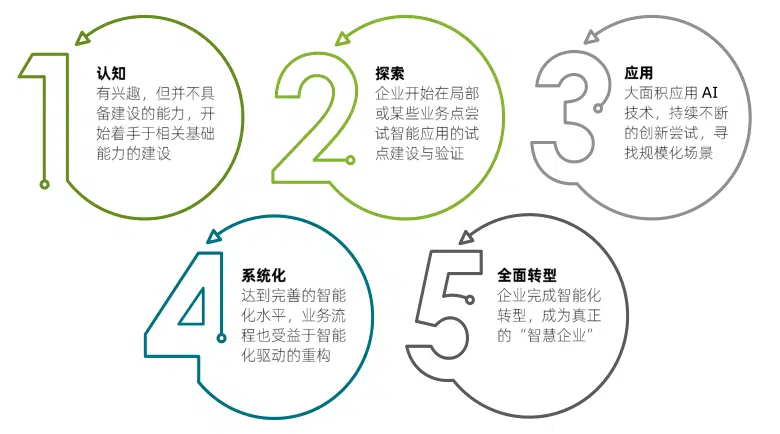 1
认知
有兴趣，但并不具
备建设的能力，开
始着手于相关基础
能力的建设
2
探索
企业开始在局部
或某些业务点尝
试智能应用的试
点建设与验证
3
应用
大面积应用 AI
技术，持续不断
的创新尝试，寻
找规模化场景
4
系统化
达到完善的智能
化水平，业务流
程也受益于智能
化驱动的重构
5
全面转型
企业完成智能化
转型，成为真正
的“智慧企业”